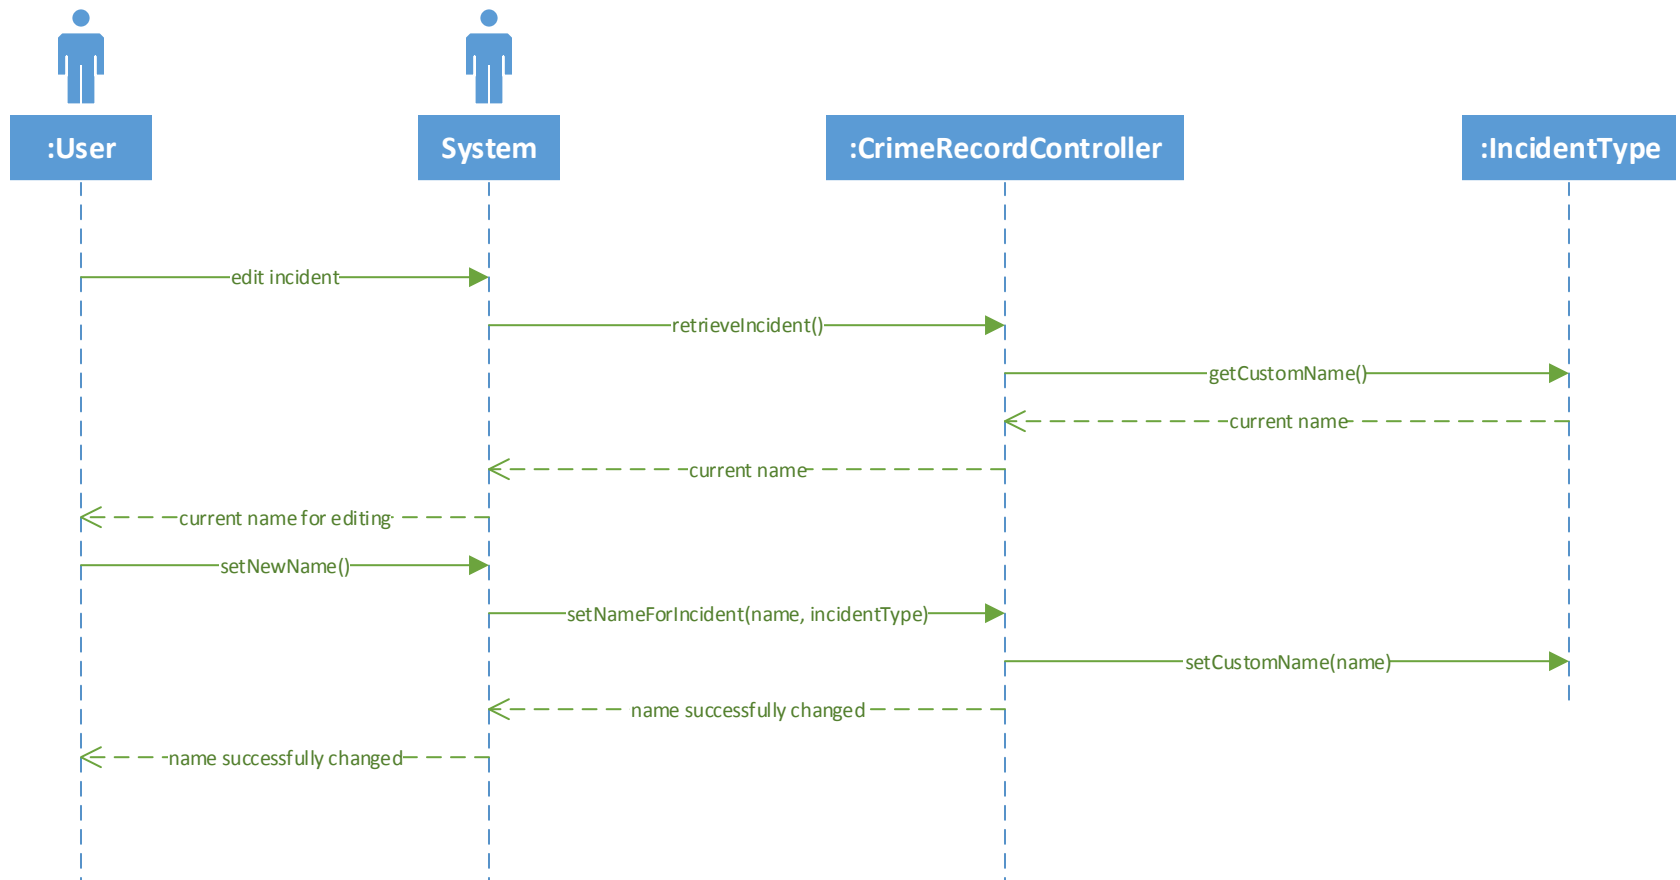 :User
System
:CrimeRecordController
:IncidentType
edit incident
retrieveIncident()
getCustomName()
current name
current name
current name for editing
setNewName()
setNameForIncident(name, incidentType)
setCustomName(name)
name successfully changed
name successfully changed